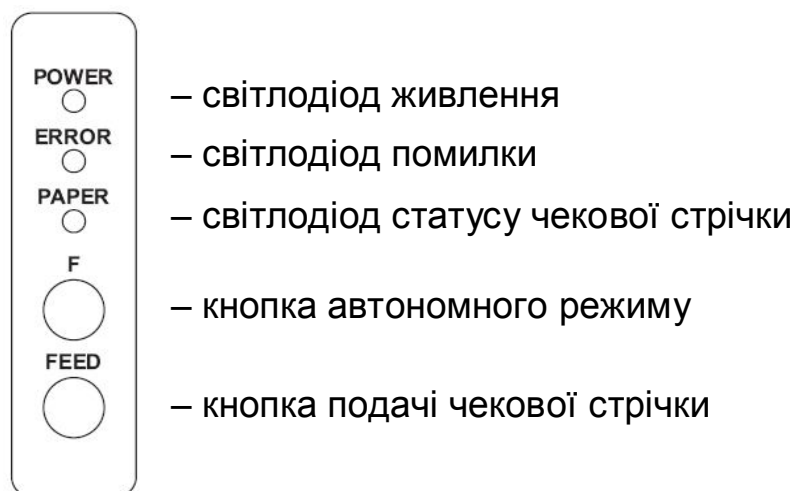 POWER
– світлодіод живлення
ERROR
– світлодіод помилки
PAPER
– світлодіод статусу чекової стрічки
F
– кнопка автономного режиму
FEED
– кнопка подачі чекової стрічки